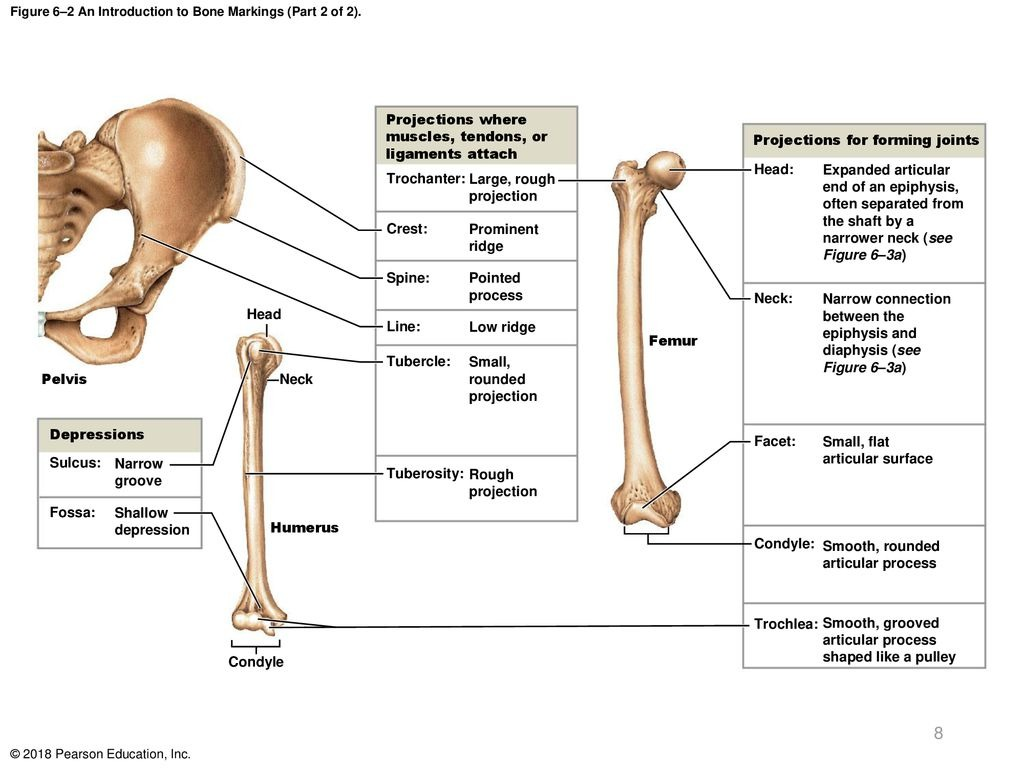 Figure 6–2 An Introduction to Bone Markings (Part 2 of 2).
Projections where
muscles, tendons, or
ligaments attach
Trochanter: Large, rough
projection
Crest: Prominent
ridge
Spine: Pointed
process
Line: Low ridge
Tubercle: Small,
rounded
projection
Tuberosity: Rough
projection
Projections for forming joints
Head: Expanded articular
end of an epiphysis,
often separated from
the shaft by a
narrower neck (see
Figure 6–3a)
Neck: Narrow connection
between the
epiphysis and
diaphysis (see
Figure 6–3a)
Facet: Small, flat
articular surface
Condyle: Smooth, rounded
articular process
Trochlea: Smooth, grooved
articular process
shaped like a pulley
Femur
Head
Neck
Pelvis
Depressions
Sulcus: Narrow
groove
Fossa: Shallow
depression
Humerus
Condyle
8
© 2018 Pearson Education, Inc.